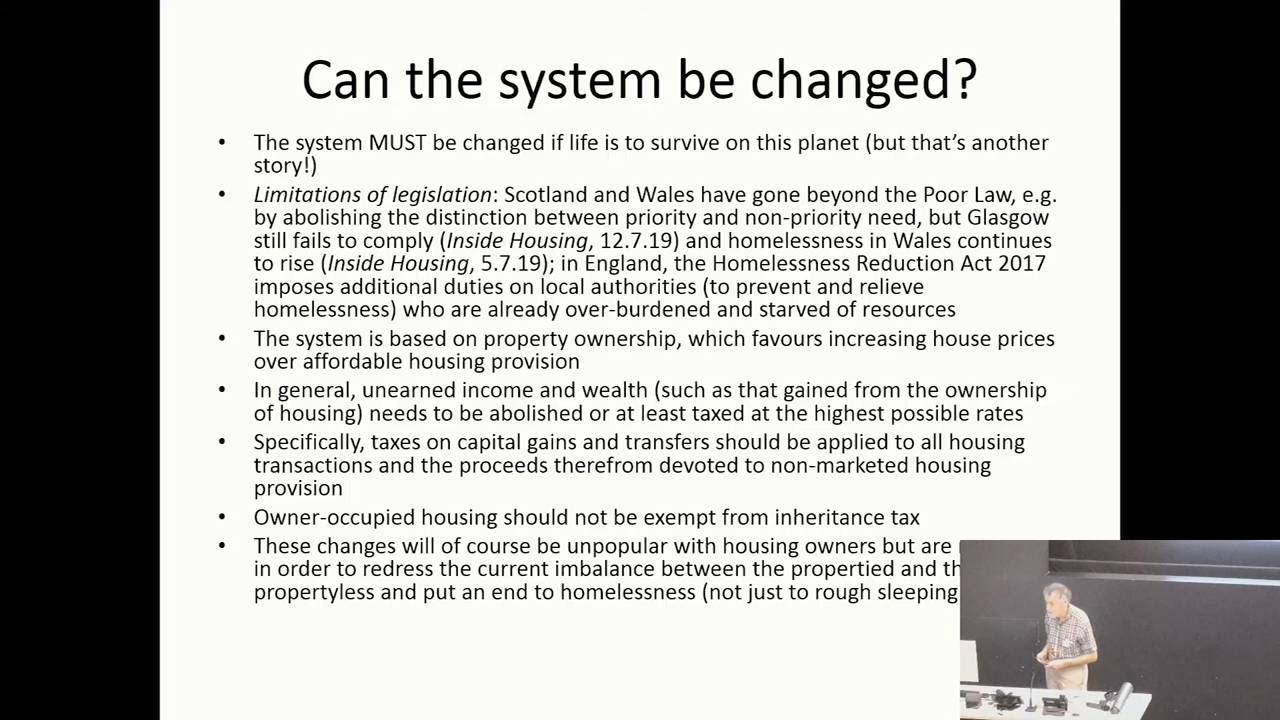 Can the system be changed?
• The system MUST be changed if life is to survive on this planet (but that's another
story!)
• Limitations of legislation: Scotland and Wales have gone beyond the Poor Law, e.g.
by abolishing the distinction between priority and non-priority need, but Glasgow
still fails to comply (Inside Housing, 12.7.19) and homelessness in Wales continues
to rise (Inside Housing, 5.7.19); in England, the Homelessness Reduction Act 2017
imposes additional duties on local authorities (to prevent and relieve
homelessness) who are already over-burdened and starved of resources
• The system is based on property ownership, which favours increasing house prices
over affordable housing provision
• In general, unearned income and wealth (such as that gained from the ownership
of housing) needs to be abolished or at least taxed at the highest possible rates
• Specifically, taxes on capital gains and transfers should be applied to all housing
transactions and the proceeds therefrom devoted to non-marketed housing
provision
• Owner-occupied housing should not be exempt from inheritance tax
• These changes will of course be unpopular with housing owners but are
in order to redress the current imbalance between the propertied and
propertyless and put an end to homelessness (not just to rough sleeping